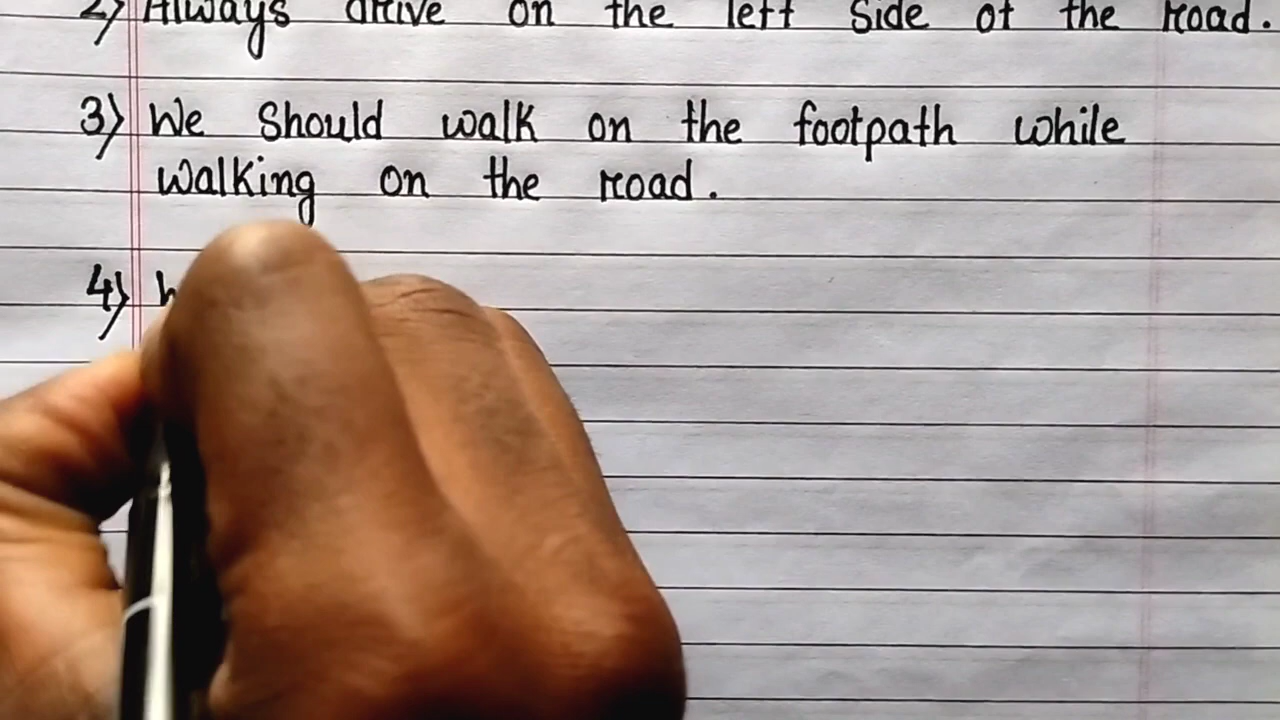 2) Always drive on the left Side of the road.
3) We Should walk on the footpath while
walking on the road.
4)